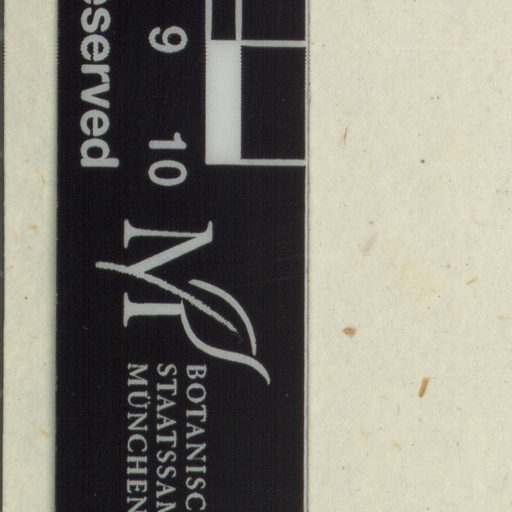 eserved
9 10
BOTANISC
STAATSSAM
MÜNCHEN